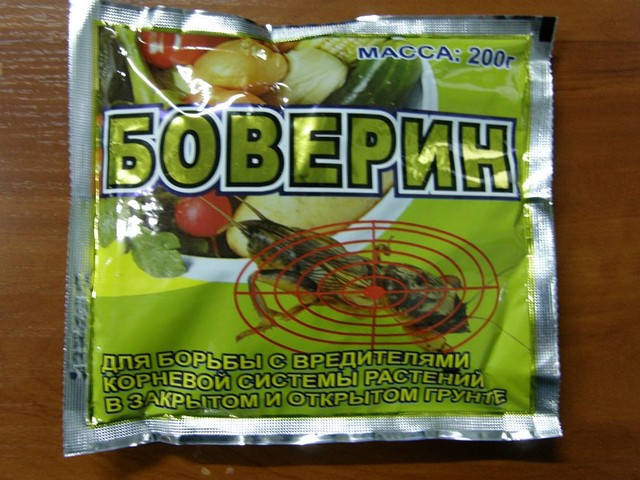 МАССА: 200г
БОВЕРИН
ДЛЯ БОРЬБЫ С ВРЕДИТЕЛЯМИ
КОРНЕВОЙ СИСТЕМЫ РАСТЕНИЙ
В ЗАКРЫТОМ И ОТКРЫТОМ ГРУНТЕ